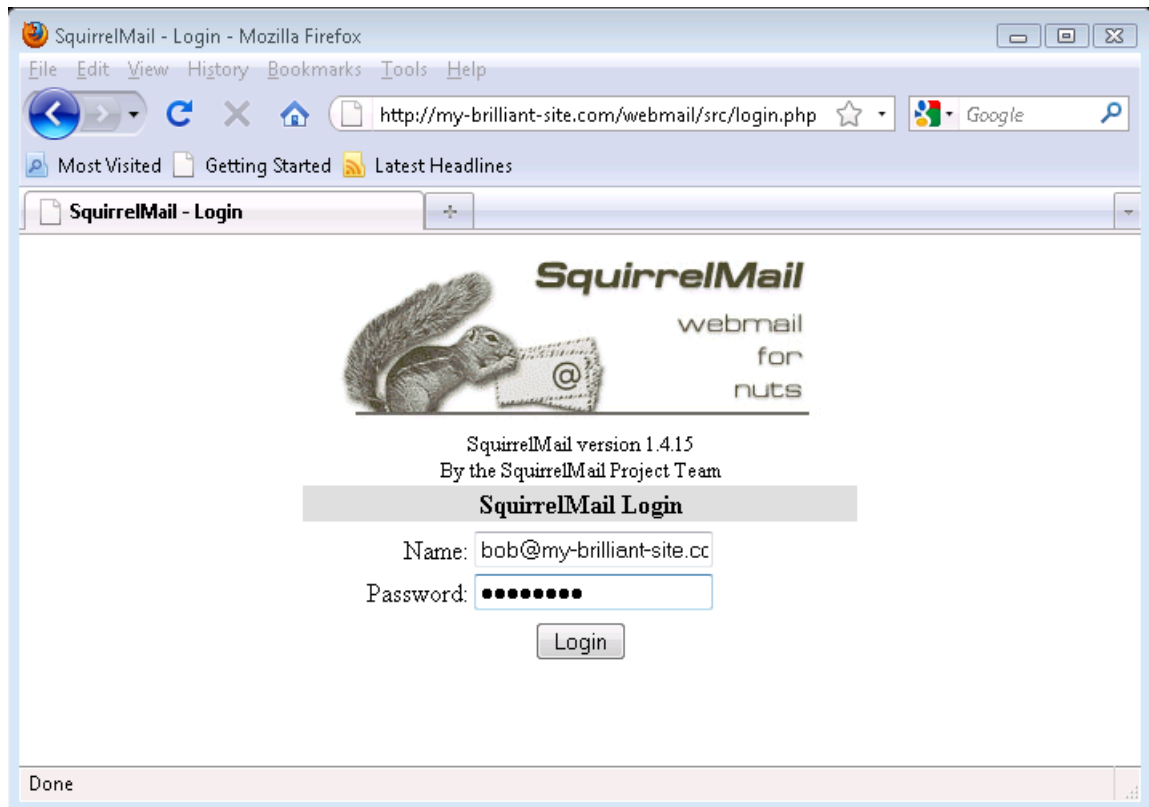 SquirrelMail - Login - Mozilla Firefox
File Edit View History Bookmarks Tools Help
http://my-brilliant-site.com/webmail/src/login.php Google
Most Visited Getting Started Latest Headlines
SquirrelMail - Login
SquirrelMail
webmail
for
nuts
@
SquirrelMail version 1.4.15
By the SquirrelMail Project Team
SquirrelMail Login
Name: bob@my-brilliant-site.cc
Password: ••••••••
Login
Done